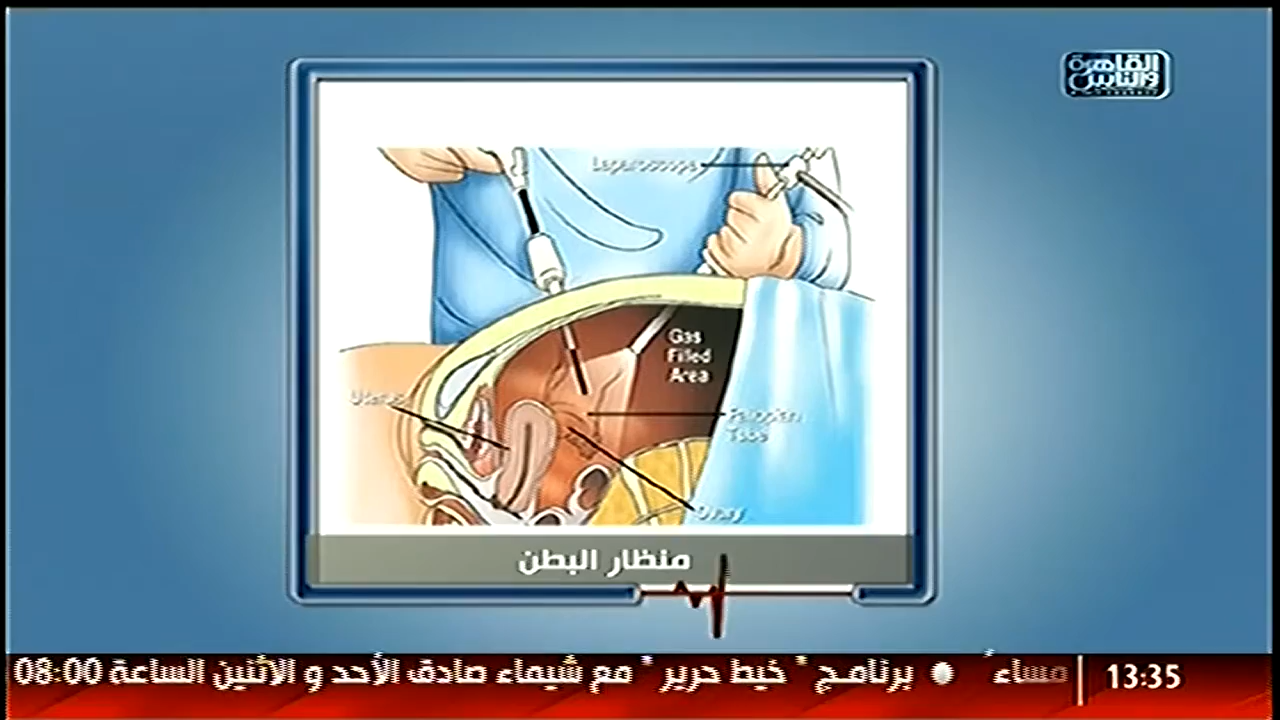 القاهرة
والناس
Laparoscope
Gas
Filled
Area
Uterus
Fallopian
Tube
Ovary
منظار البطن
مساءً ● برنامج " خيط حرير " مع شيماء صادق الأحد و الاثنين الساعة 08:00
13:35